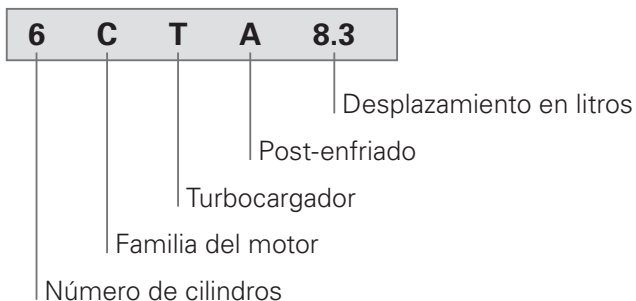 6 C T A 8.3
Desplazamiento en litros
Post-enfriado
Turbocargador
Familia del motor
Número de cilindros